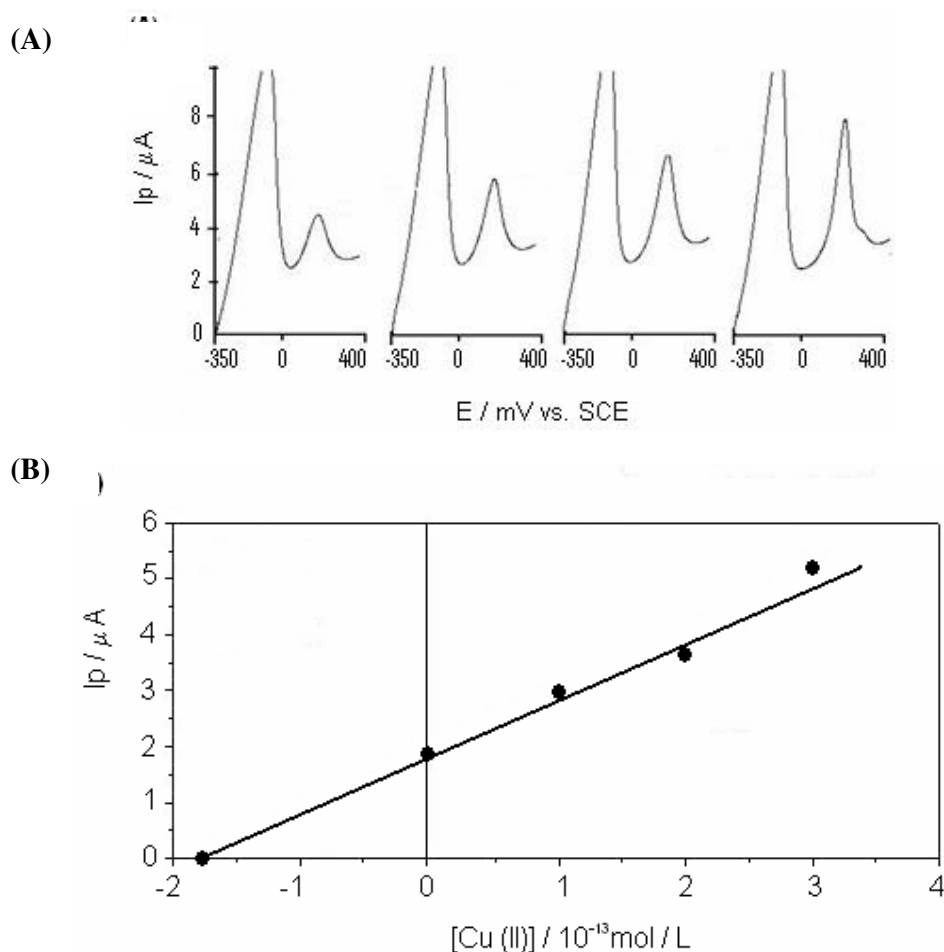 (A)
(A)
Ip / μA
8
6
4
2
0
-350 0 400 -350 0 400 -350 0 400 -350 0 400
E / mV vs. SCE
(B)
)
Ip / μA
6
5
4
3
2
1
0
-2 -1 0 1 2 3 4
[Cu (II)] / 10⁻¹³mol / L